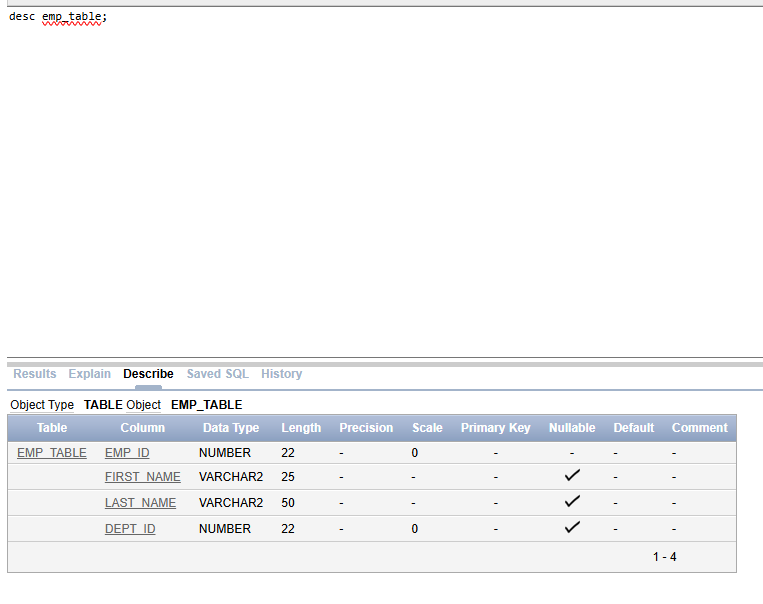 desc emp_table;
Results Explain Describe Saved SQL History
Object Type TABLE Object EMP_TABLE
Table Column Data Type Length Precision Scale Primary Key Nullable Default Comment
EMP_TABLE EMP_ID NUMBER 22 - 0 - - - -
FIRST_NAME VARCHAR2 25 - - - ✓ - -
LAST_NAME VARCHAR2 50 - - - ✓ - -
DEPT_ID NUMBER 22 - 0 - ✓ - -
1 - 4